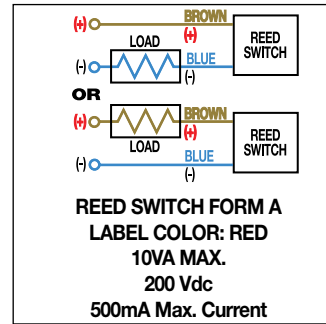 BROWN
(+) (+)
LOAD
REED
SWITCH
BLUE
(-) (-)
OR
BROWN
(+) (+)
LOAD
REED
SWITCH
BLUE
(-) (-)
REED SWITCH FORM A
LABEL COLOR: RED
10VA MAX.
200 Vdc
500mA Max. Current